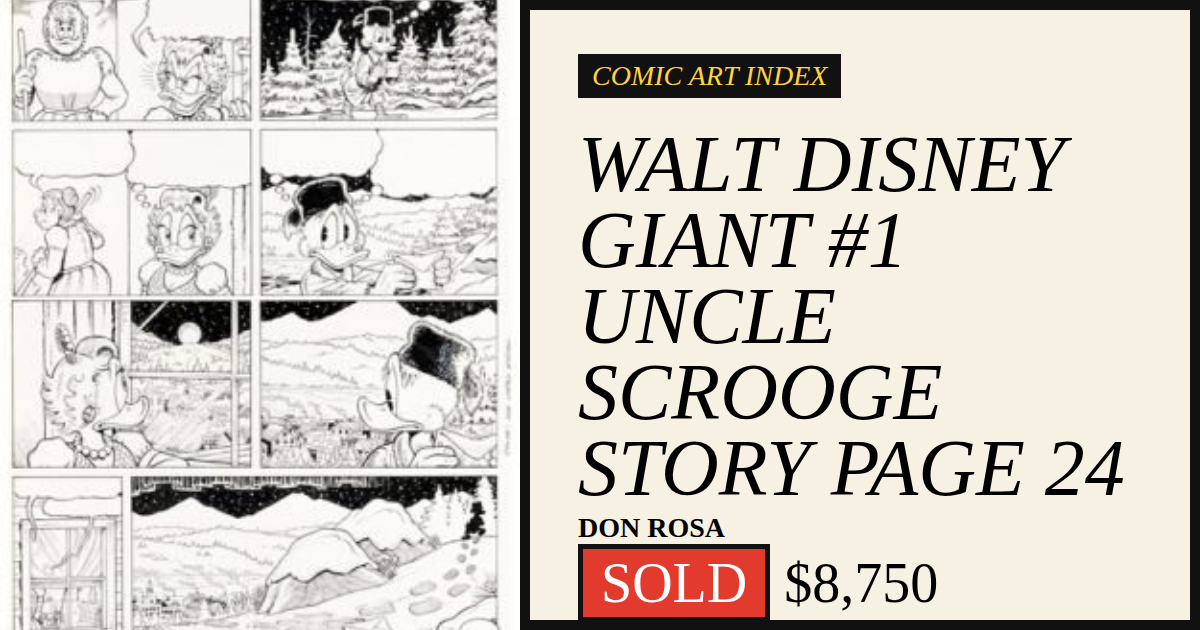 COMIC ART INDEX
WALT DISNEY
GIANT #1
UNCLE
SCROOGE
STORY PAGE 24
DON ROSA
SOLD $8,750